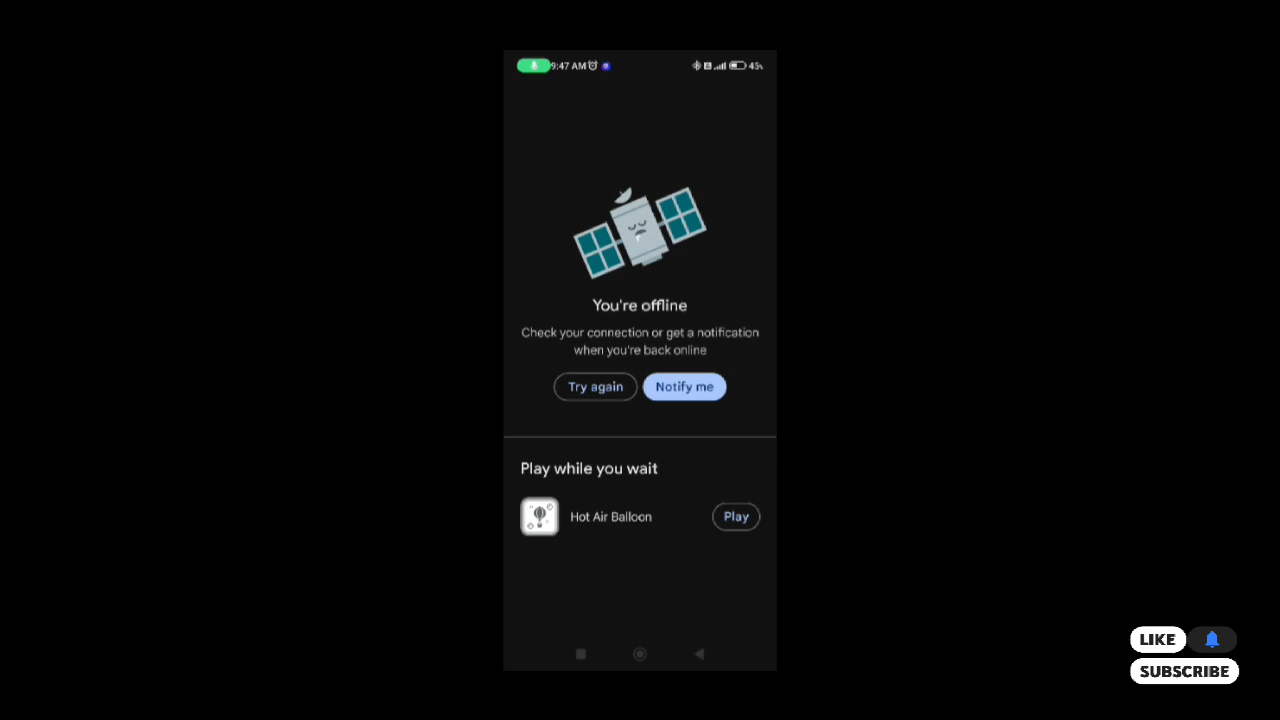 9:47 AM
45%
You're offline
Check your connection or get a notification
when you're back online
Try again
Notify me
Play while you wait
Hot Air Balloon
Play
LIKE
SUBSCRIBE